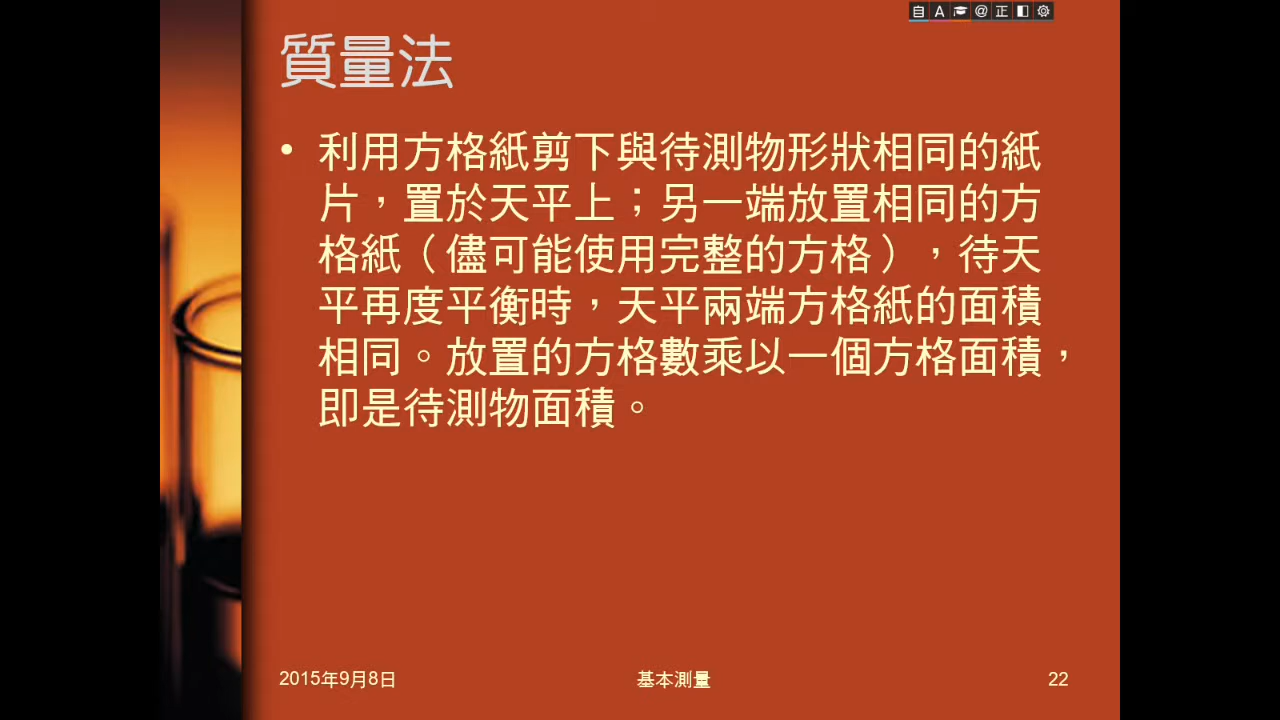 自 A @ 正
質量法
• 利用方格紙剪下與待測物形狀相同的紙
片，置於天平上；另一端放置相同的方
格紙（儘可能使用完整的方格），待天
平再度平衡時，天平兩端方格紙的面積
相同。放置的方格數乘以一個方格面積，
即是待測物面積。
2015年9月8日 基本測量 22